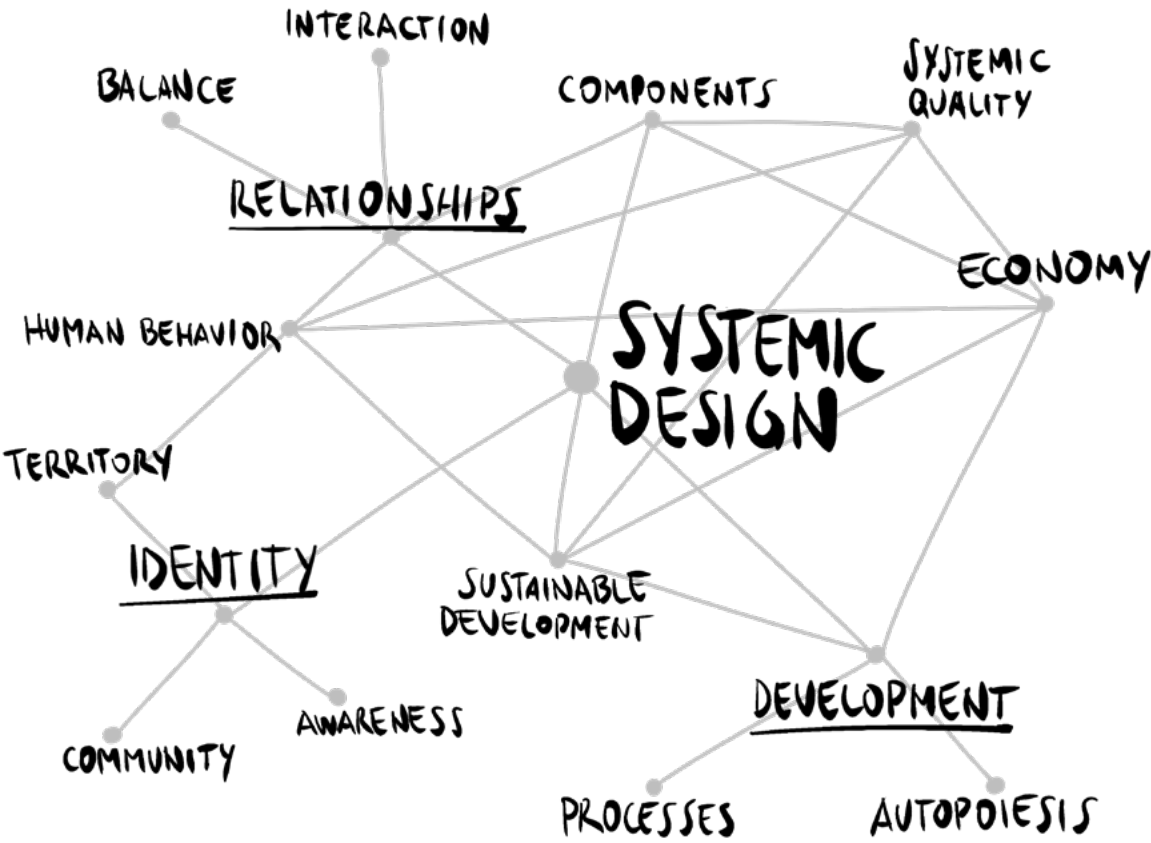 INTERACTION
BALANCE
COMPONENTS
SYSTEMIC
QUALITY
RELATIONSHIPS
ECONOMY
HUMAN BEHAVIOR
SYSTEMIC
DESIGN
TERRITORY
IDENTITY
SUSTAINABLE
DEVELOPMENT
AWARENESS
DEVELOPMENT
COMMUNITY
PROCESSES
AUTOPOIESIS